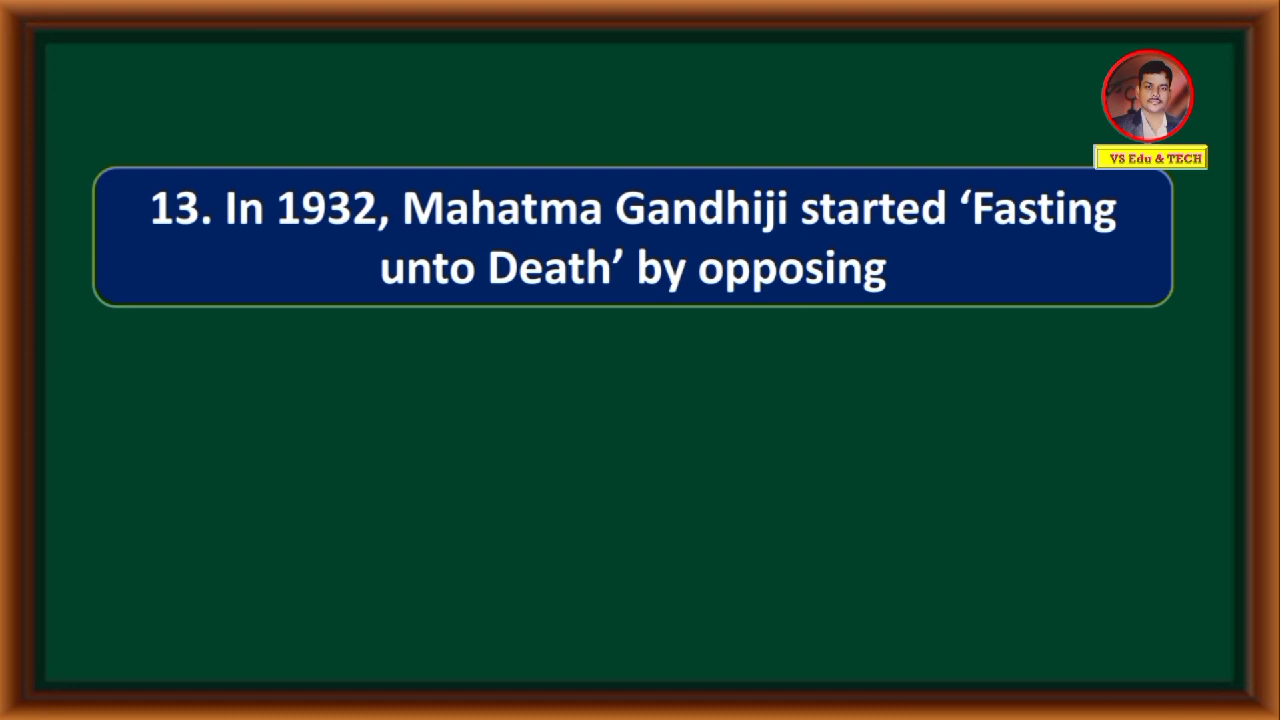 VS Edu & TECH
13. In 1932, Mahatma Gandhiji started ‘Fasting
unto Death’ by opposing